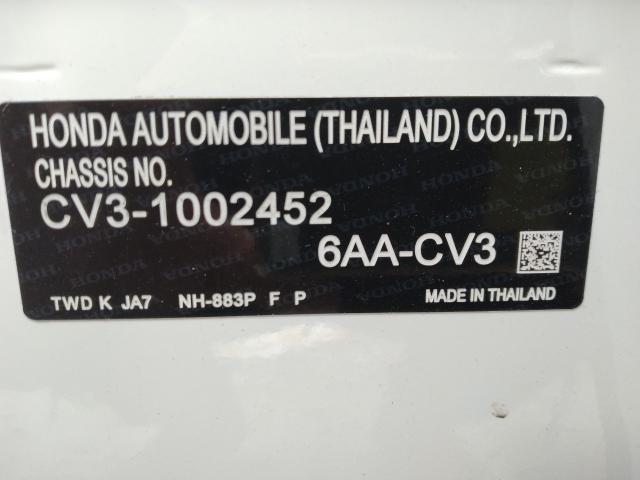 HONDA AUTOMOBILE (THAILAND) CO.,LTD.
CHASSIS NO.
CV3-1002452
6AA-CV3
TWD K JA7 NH-883P F P MADE IN THAILAND